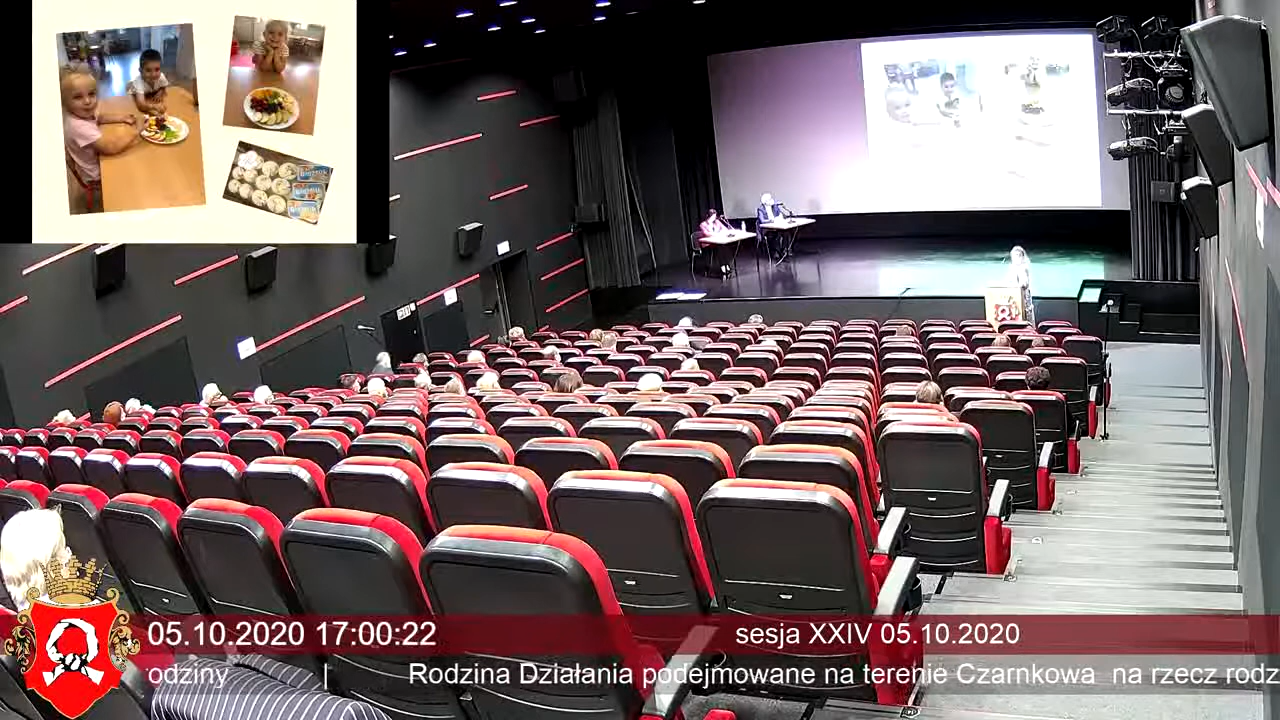 05.10.2020 17:00:22
sesja XXIV 05.10.2020
odziny | Rodzina Działania podejmowane na terenie Czarnkowa na rzecz rodz